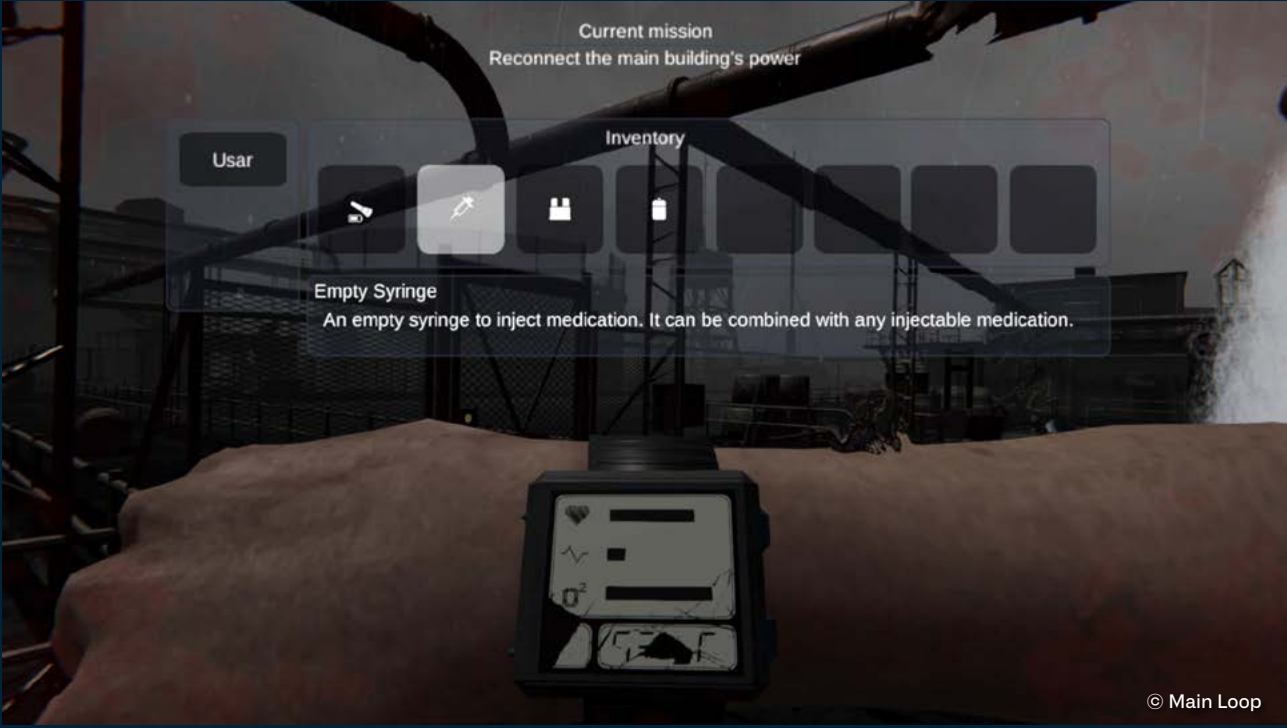 Current mission
Reconnect the main building's power
Inventory
Usar
Empty Syringe
An empty syringe to inject medication. It can be combined with any injectable medication.
O²
© Main Loop